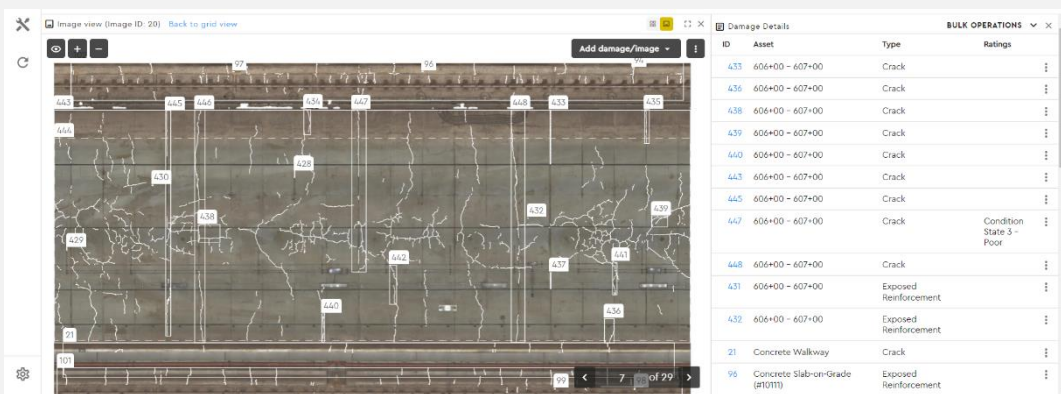 Image view (Image ID: 20) Back to grid view
Add damage/image
97
96
94
443
445
446
434
447
448
433
435
444
428
430
438
432
439
429
442
441
437
440
436
21
101
99
98
7 of 29
Damage Details
BULK OPERATIONS
ID Asset Type Ratings
433 606+00 – 607+00 Crack
436 606+00 – 607+00 Crack
438 606+00 – 607+00 Crack
439 606+00 – 607+00 Crack
440 606+00 – 607+00 Crack
443 606+00 – 607+00 Crack
445 606+00 – 607+00 Crack
447 606+00 – 607+00 Crack Condition
State 3 –
Poor
448 606+00 – 607+00 Crack
431 606+00 – 607+00 Exposed
Reinforcement
432 606+00 – 607+00 Exposed
Reinforcement
21 Concrete Walkway Crack
96 Concrete Slab-on-Grade Exposed
(#10111) Reinforcement